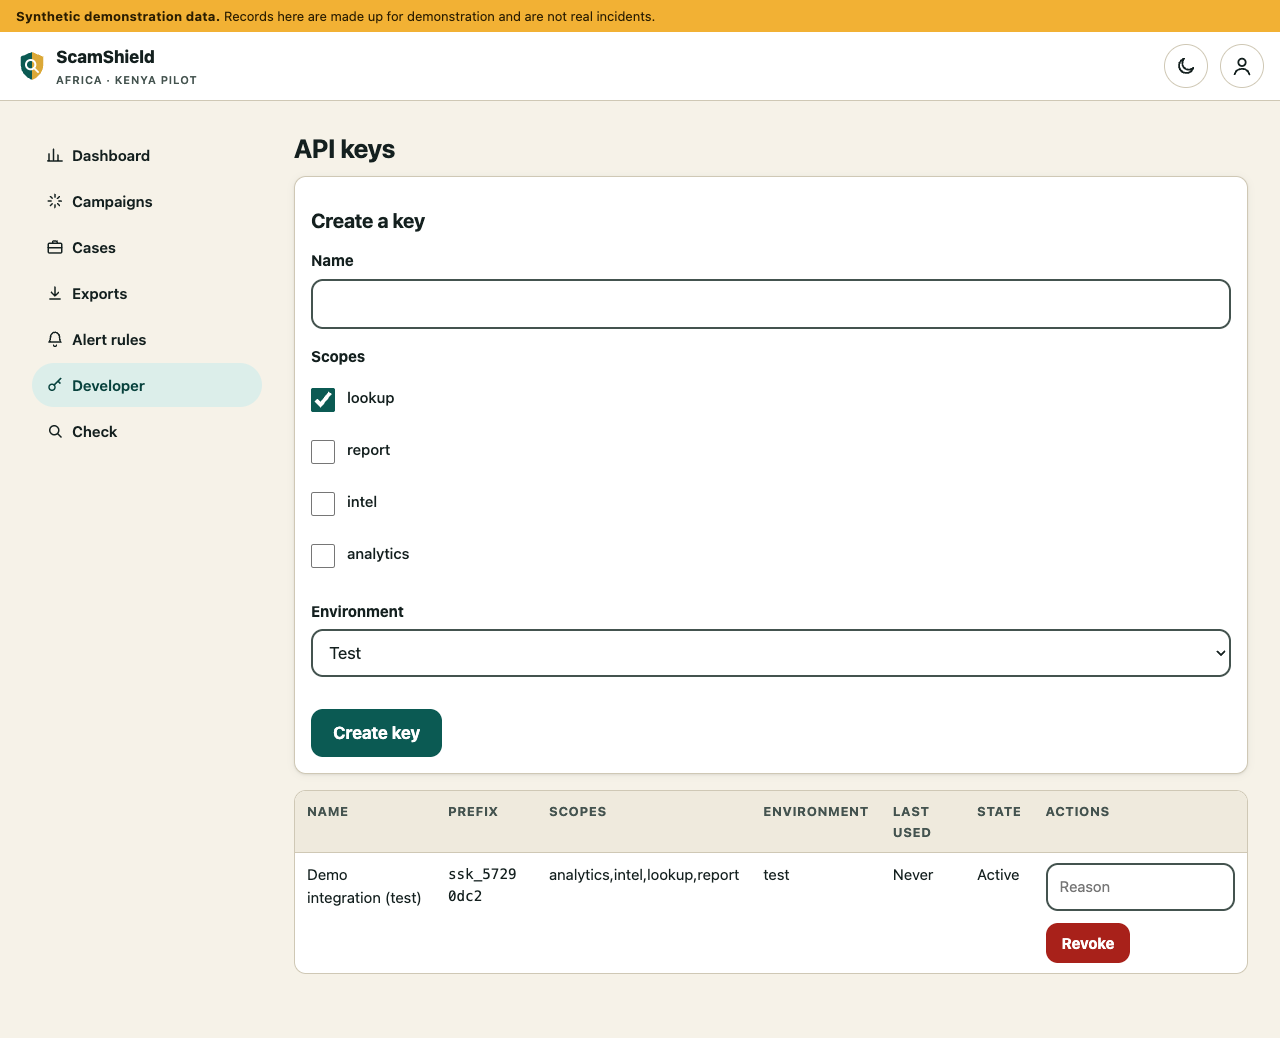 Synthetic demonstration data. Records here are made up for demonstration and are not real incidents.
ScamShield
AFRICA · KENYA PILOT
Dashboard
Campaigns
Cases
Exports
Alert rules
Developer
Check
API keys
Create a key
Name
Scopes
lookup
report
intel
analytics
Environment
Test
Create key
NAME PREFIX SCOPES ENVIRONMENT LAST USED STATE ACTIONS
Demo integration (test) ssk_57290dc2 analytics,intel,lookup,report test Never Active Reason
Revoke